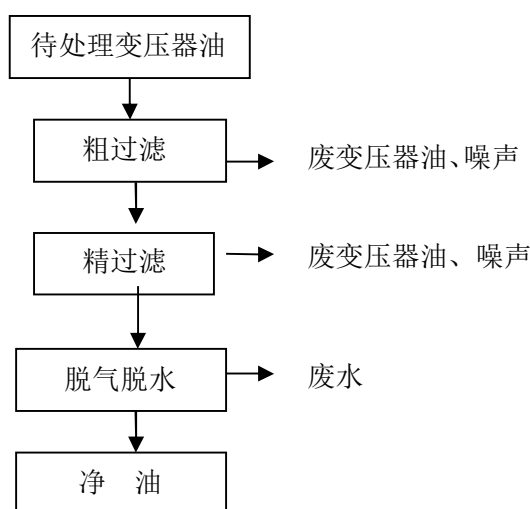 待处理变压器油
粗过滤
废变压器油、噪声
精过滤
废变压器油、噪声
脱气脱水
废水
净 油